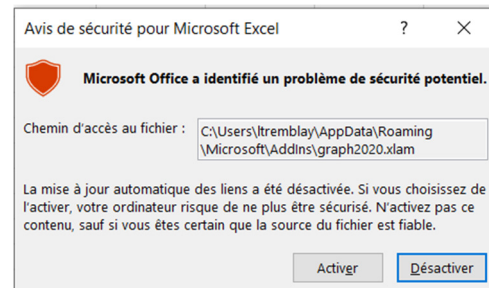 Avis de sécurité pour Microsoft Excel ? ×
Microsoft Office a identifié un problème de sécurité potentiel.
Chemin d'accès au fichier : C:\Users\ltremblay\AppData\Roaming
\Microsoft\AddIns\graph2020.xlam
La mise à jour automatique des liens a été désactivée. Si vous choisissez de
l'activer, votre ordinateur risque de ne plus être sécurisé. N'activez pas ce
contenu, sauf si vous êtes certain que la source du fichier est fiable.
Activer Désactiver